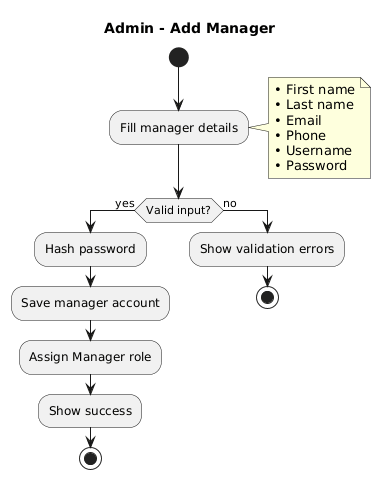 Admin - Add Manager
Fill manager details
• First name
• Last name
• Email
• Phone
• Username
• Password
yes
Valid input?
no
Hash password
Show validation errors
Save manager account
Assign Manager role
Show success